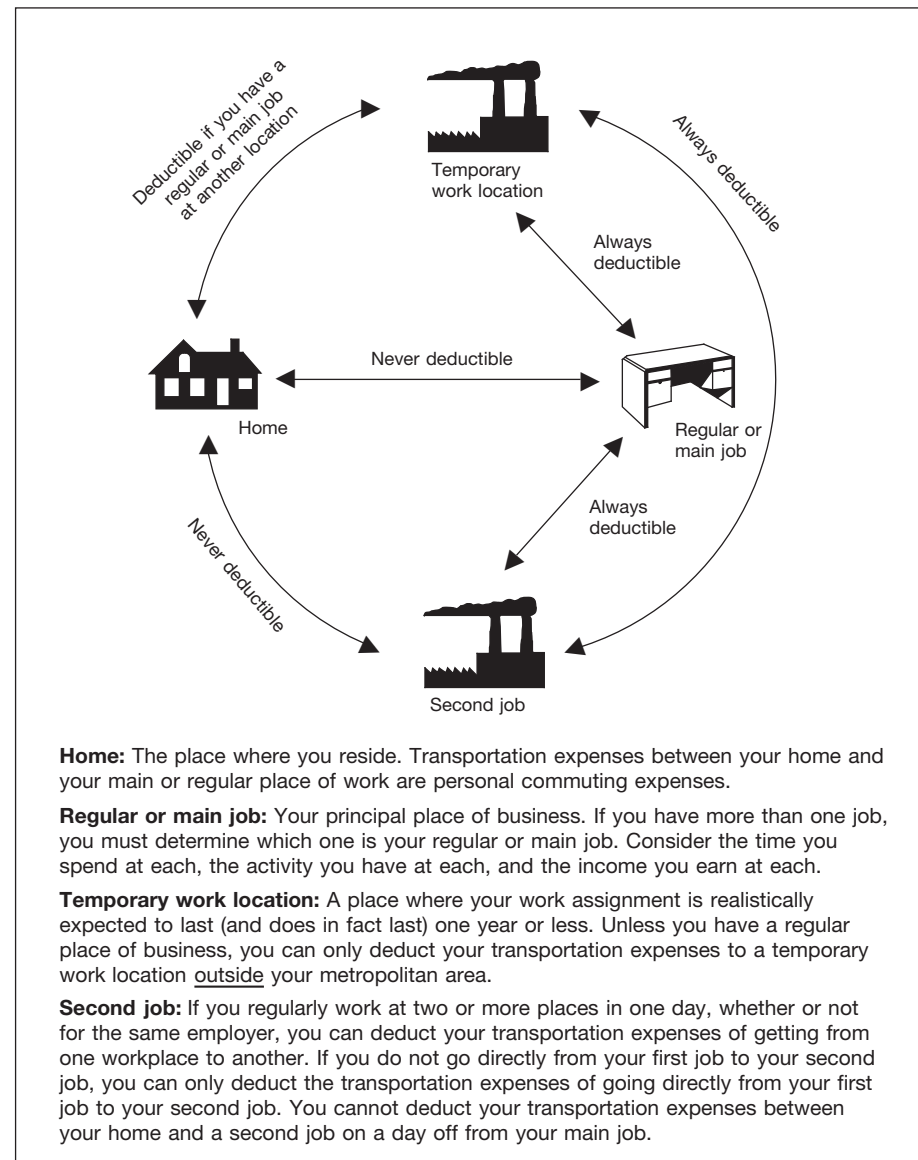 Deductible if you have a
regular or main job
at another location
Temporary
work location
Always deductible
Always
deductible
Never deductible
Home
Regular or
main job
Always
deductible
Never deductible
Second job
Home: The place where you reside. Transportation expenses between your home and
your main or regular place of work are personal commuting expenses.
Regular or main job: Your principal place of business. If you have more than one job,
you must determine which one is your regular or main job. Consider the time you
spend at each, the activity you have at each, and the income you earn at each.
Temporary work location: A place where your work assignment is realistically
expected to last (and does in fact last) one year or less. Unless you have a regular
place of business, you can only deduct your transportation expenses to a temporary
work location outside your metropolitan area.
Second job: If you regularly work at two or more places in one day, whether or not
for the same employer, you can deduct your transportation expenses of getting from
one workplace to another. If you do not go directly from your first job to your second
job, you can only deduct the transportation expenses of going directly from your first
job to your second job. You cannot deduct your transportation expenses between
your home and a second job on a day off from your main job.